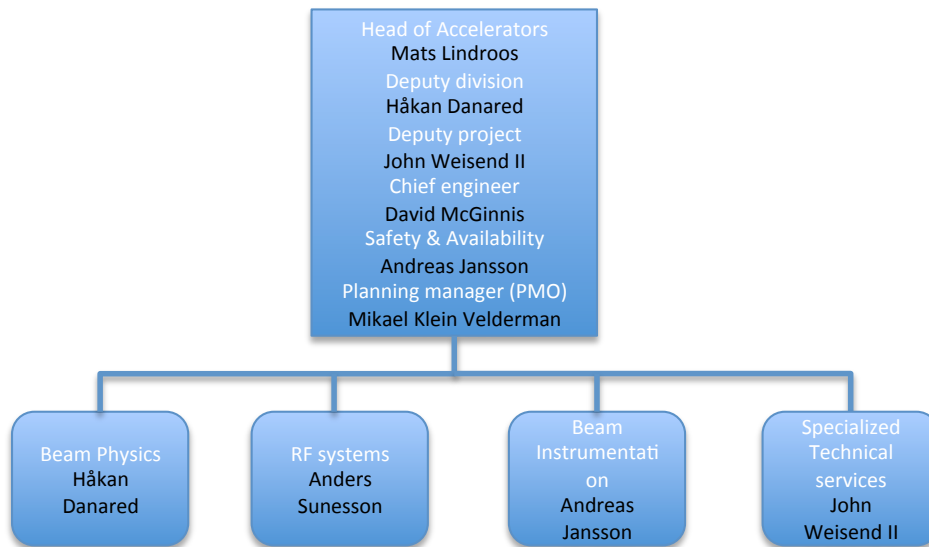 Head of Accelerators
Mats Lindroos
Deputy division
Håkan Danared
Deputy project
John Weisend II
Chief engineer
David McGinnis
Safety & Availability
Andreas Jansson
Planning manager (PMO)
Mikael Klein Velderman
Beam Physics
Håkan
Danared
RF systems
Anders
Sunesson
Beam
Instrumentati
on
Andreas
Jansson
Specialized
Technical
services
John
Weisend II